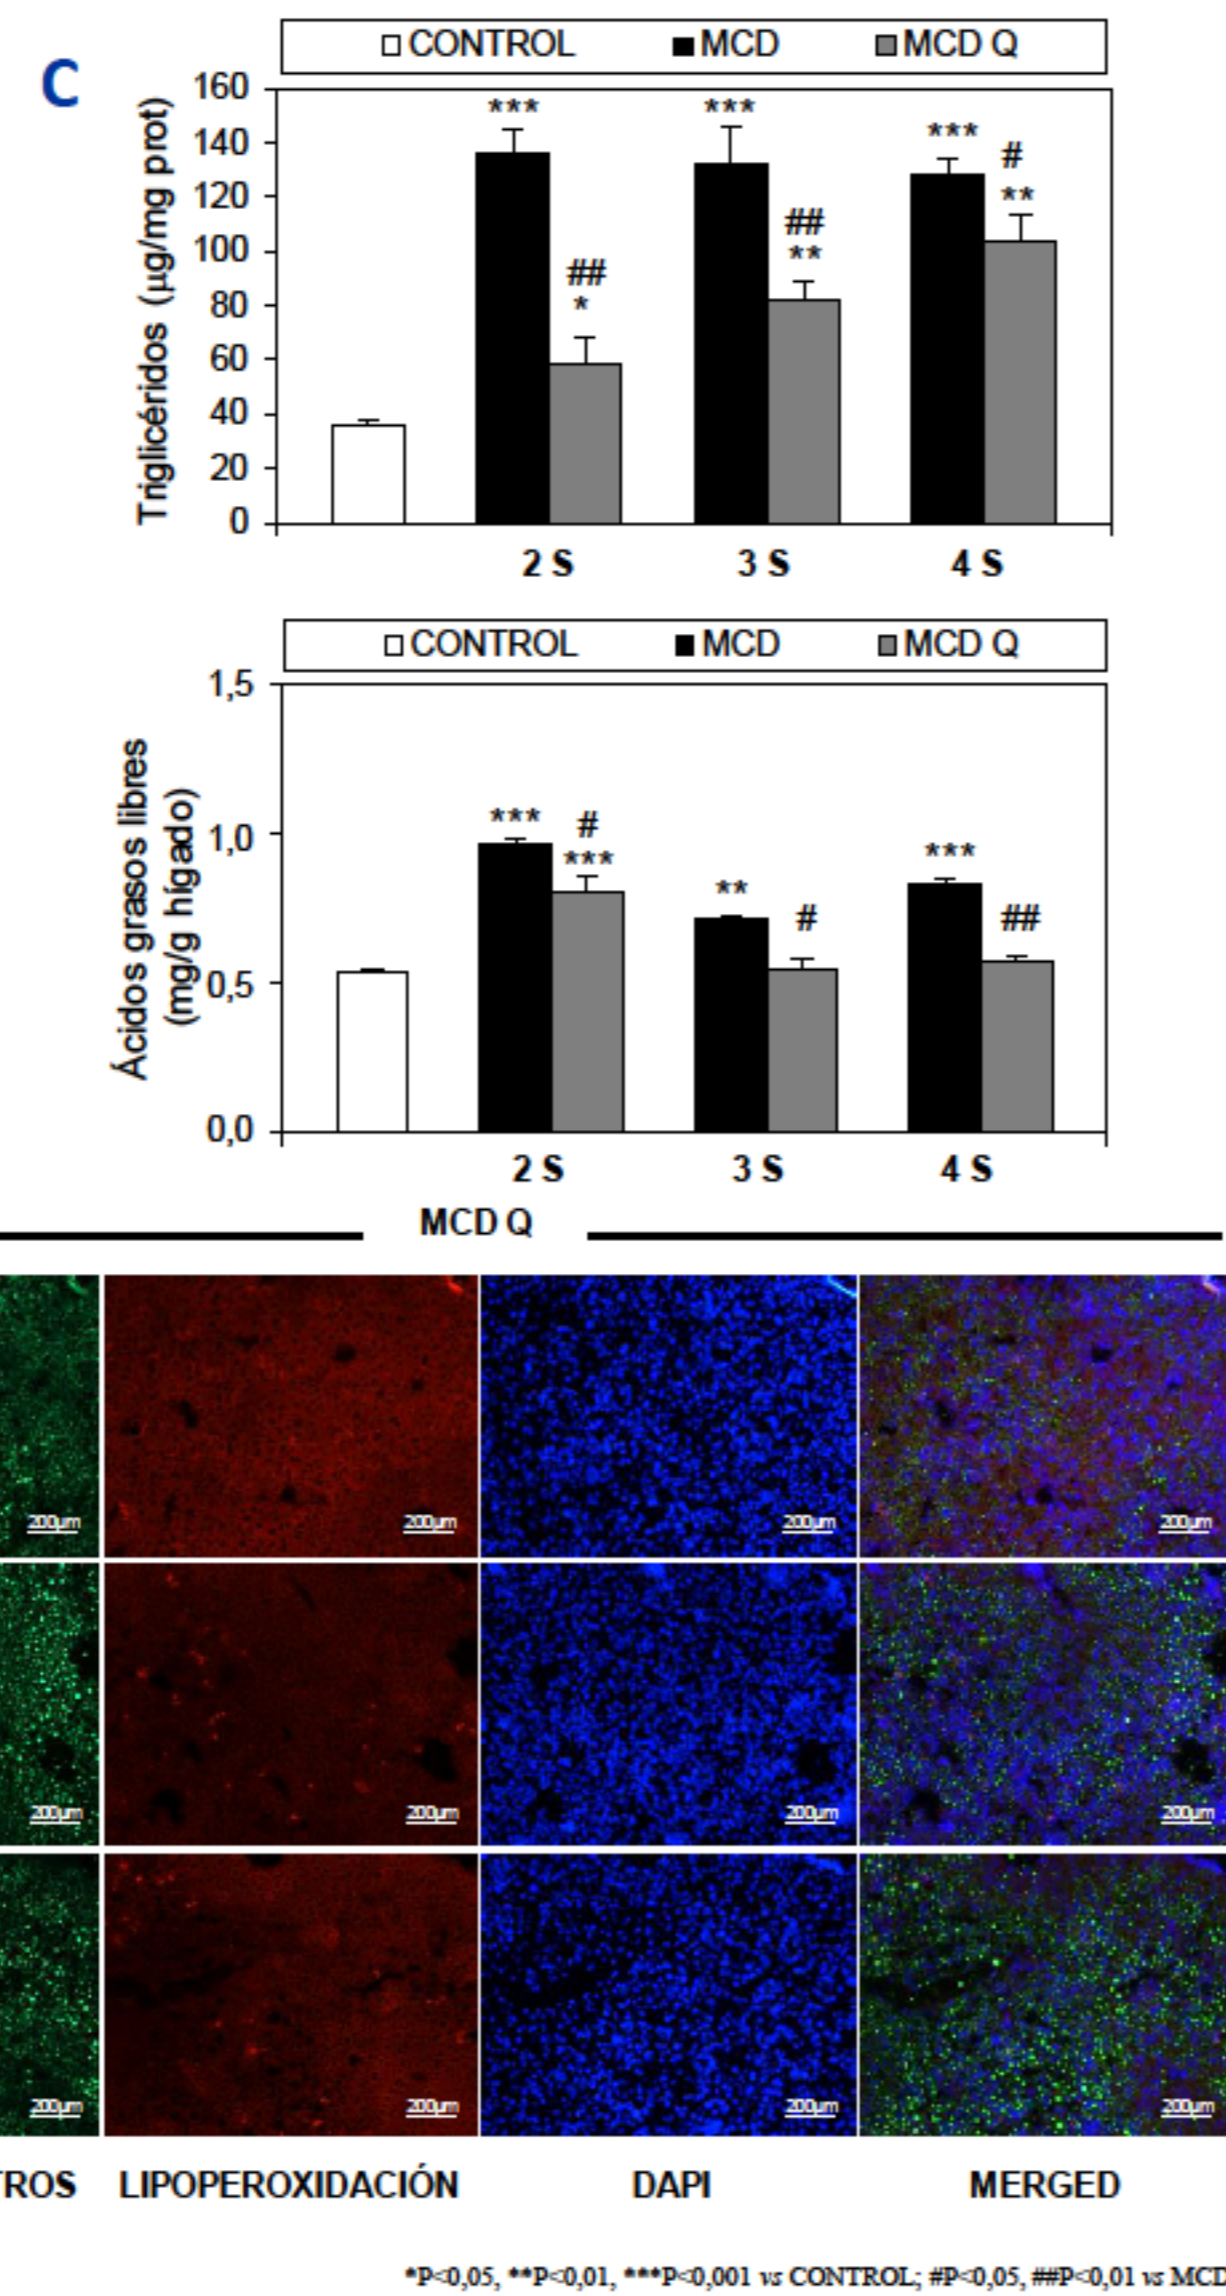 C
CONTROL MCD MCD Q
Triglicéridos (µg/mg prot)
160
140
120
100
80
60
40
20
0
*** *** *** #
## **
## **
*
2 S 3 S 4 S
CONTROL MCD MCD Q
Ácidos grasos libres
(mg/g hígado)
1,5
1,0
0,5
0,0
*** # ***
*** ** # ##
2 S 3 S 4 S
MCD Q
200µm 200µm 200µm 200µm
200µm 200µm 200µm 200µm
200µm 200µm 200µm 200µm
TROS LIPOPEROXIDACIÓN DAPI MERGED
*P<0,05, **P<0,01, ***P<0,001 vs CONTROL; #P<0,05, ##P<0,01 vs MCD